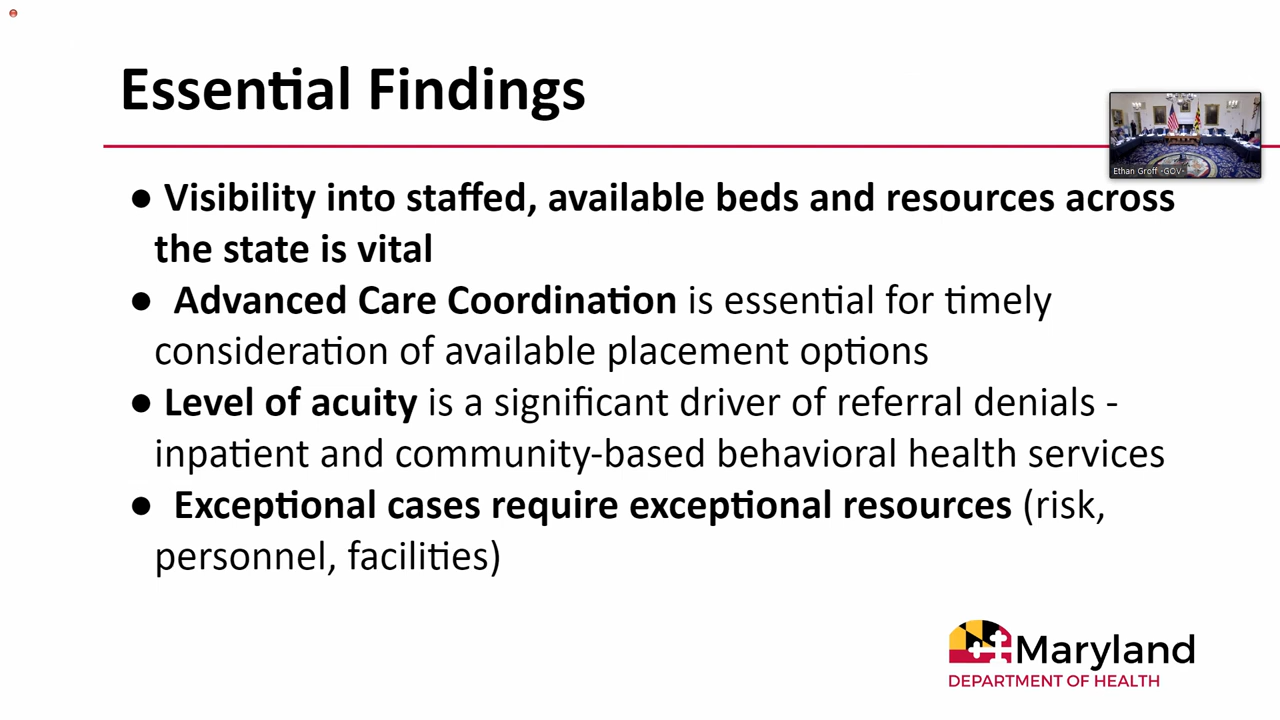 Essential Findings
Ethan Groff -GOV-
● Visibility into staffed, available beds and resources across
the state is vital
● Advanced Care Coordination is essential for timely
consideration of available placement options
● Level of acuity is a significant driver of referral denials -
inpatient and community-based behavioral health services
● Exceptional cases require exceptional resources (risk,
personnel, facilities)
Maryland
DEPARTMENT OF HEALTH